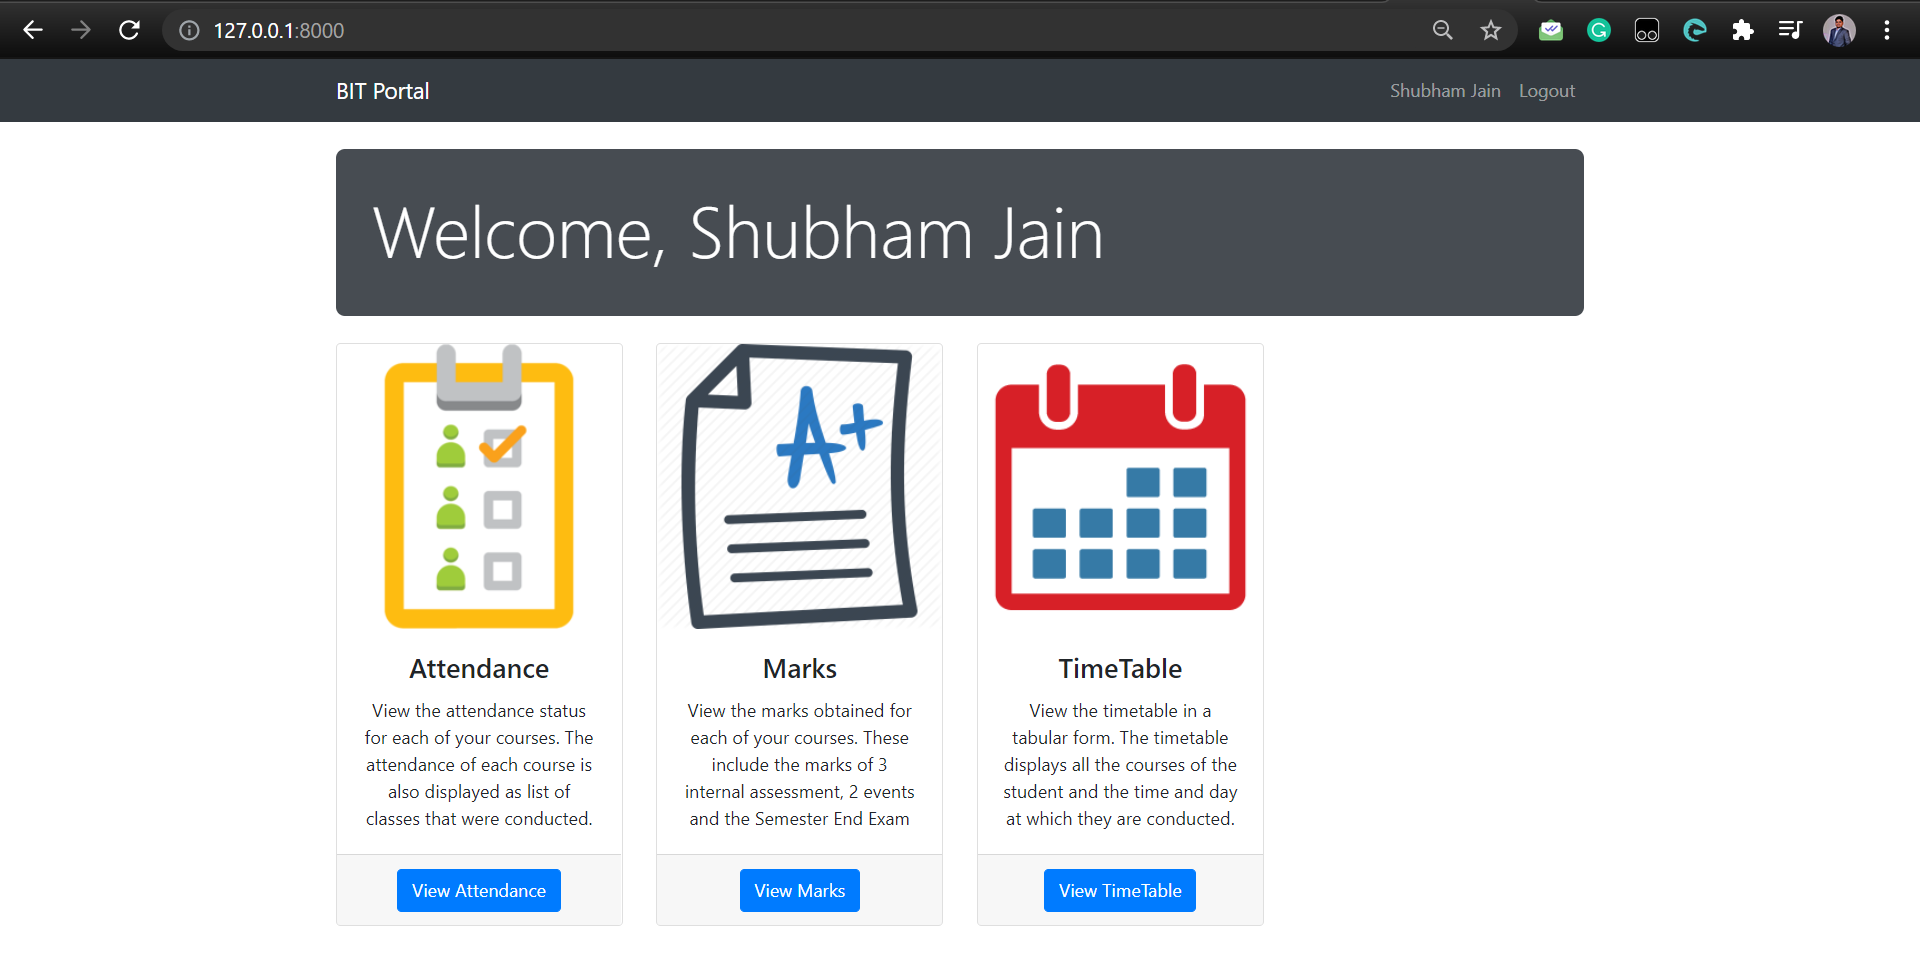 127.0.0.1:8000
BIT Portal
Shubham Jain Logout
Welcome, Shubham Jain
A+
Attendance
View the attendance status
for each of your courses. The
attendance of each course is
also displayed as list of
classes that were conducted.
View Attendance
Marks
View the marks obtained for
each of your courses. These
include the marks of 3
internal assessment, 2 events
and the Semester End Exam
View Marks
TimeTable
View the timetable in a
tabular form. The timetable
displays all the courses of the
student and the time and day
at which they are conducted.
View TimeTable